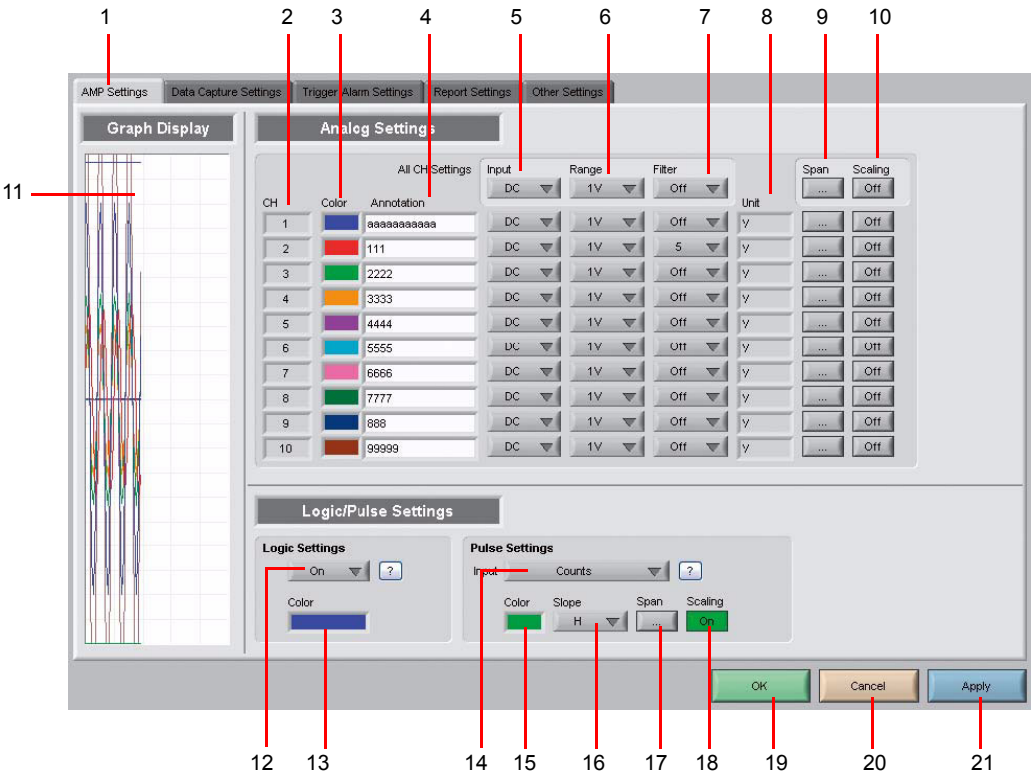 1 2 3 4 5 6 7 8 9 10
AMP Settings Data Capture Settings Trigger Alarm Settings Report Settings Other Settings
Graph Display Analog Settings
11
All CH Settings Input Range Filter Span Scaling
DC 1V Off ... Off
CH Color Annotation Unit
1 aaaaaaaaaaa DC 1V Off V ... Off
2 111 DC 1V 5 V ... Off
3 2222 DC 1V Off V ... Off
4 3333 DC 1V Off V ... Off
5 4444 DC 1V Off V ... Off
6 5555 DC 1V Off V ... Off
7 6666 DC 1V Off V ... Off
8 7777 DC 1V Off V ... Off
9 888 DC 1V Off V ... Off
10 99999 DC 1V Off V ... Off
Logic/Pulse Settings
Logic Settings Pulse Settings
On ? Input Counts ?
Color Color Slope Span Scaling
H ... On
OK Cancel Apply
12 13 14 15 16 17 18 19 20 21